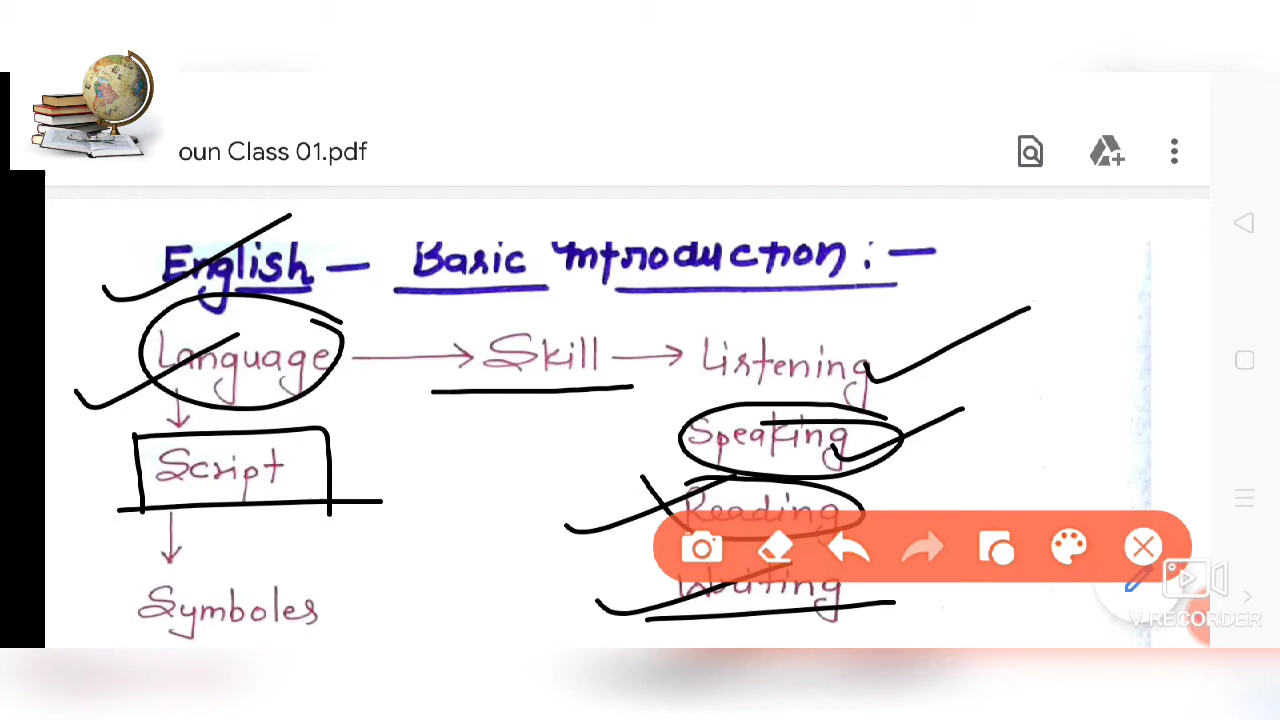 oun Class 01.pdf
English — Basic Introduction : —
Language → Skill → Listening
Speaking
Script
Reading
Writing
Symboles
V RECORDER